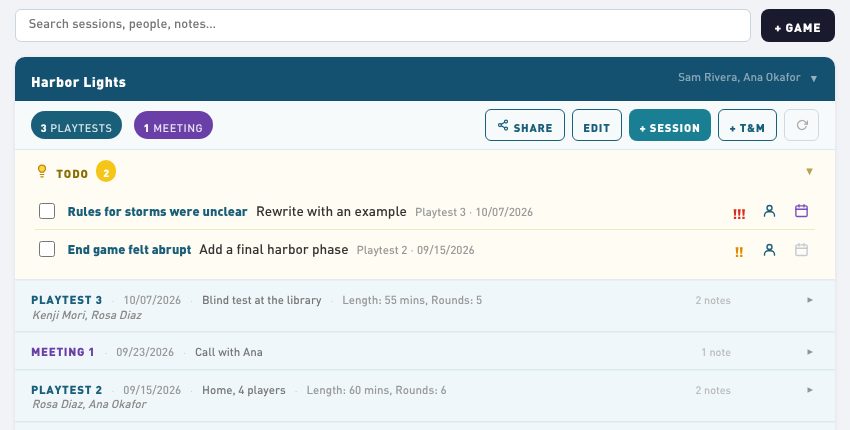 Search sessions, people, notes...
+ GAME
Harbor Lights
Sam Rivera, Ana Okafor ▼
3 PLAYTESTS
1 MEETING
SHARE
EDIT
+ SESSION
+ T&M
TODO 2
Rules for storms were unclear Rewrite with an example Playtest 3 · 10/07/2026 !!!
End game felt abrupt Add a final harbor phase Playtest 2 · 09/15/2026 !!
PLAYTEST 3 · 10/07/2026 · Blind test at the library · Length: 55 mins, Rounds: 5 2 notes
Kenji Mori, Rosa Diaz
MEETING 1 · 09/23/2026 · Call with Ana 1 note
PLAYTEST 2 · 09/15/2026 · Home, 4 players · Length: 60 mins, Rounds: 6 2 notes
Rosa Diaz, Ana Okafor